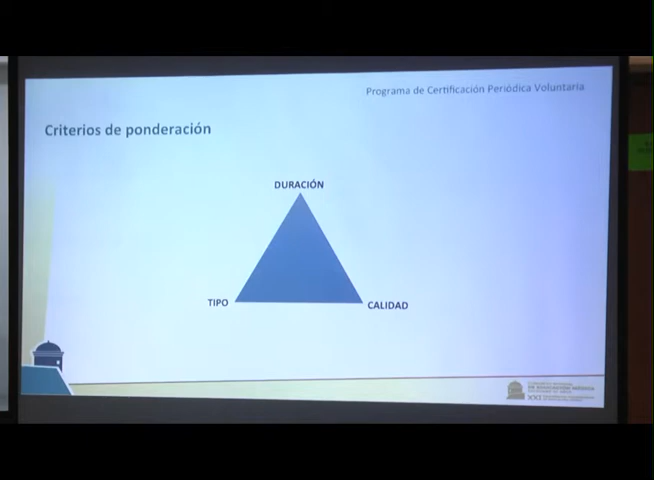 Programa de Certificación Periódica Voluntaria
Criterios de ponderación
DURACIÓN
TIPO
CALIDAD